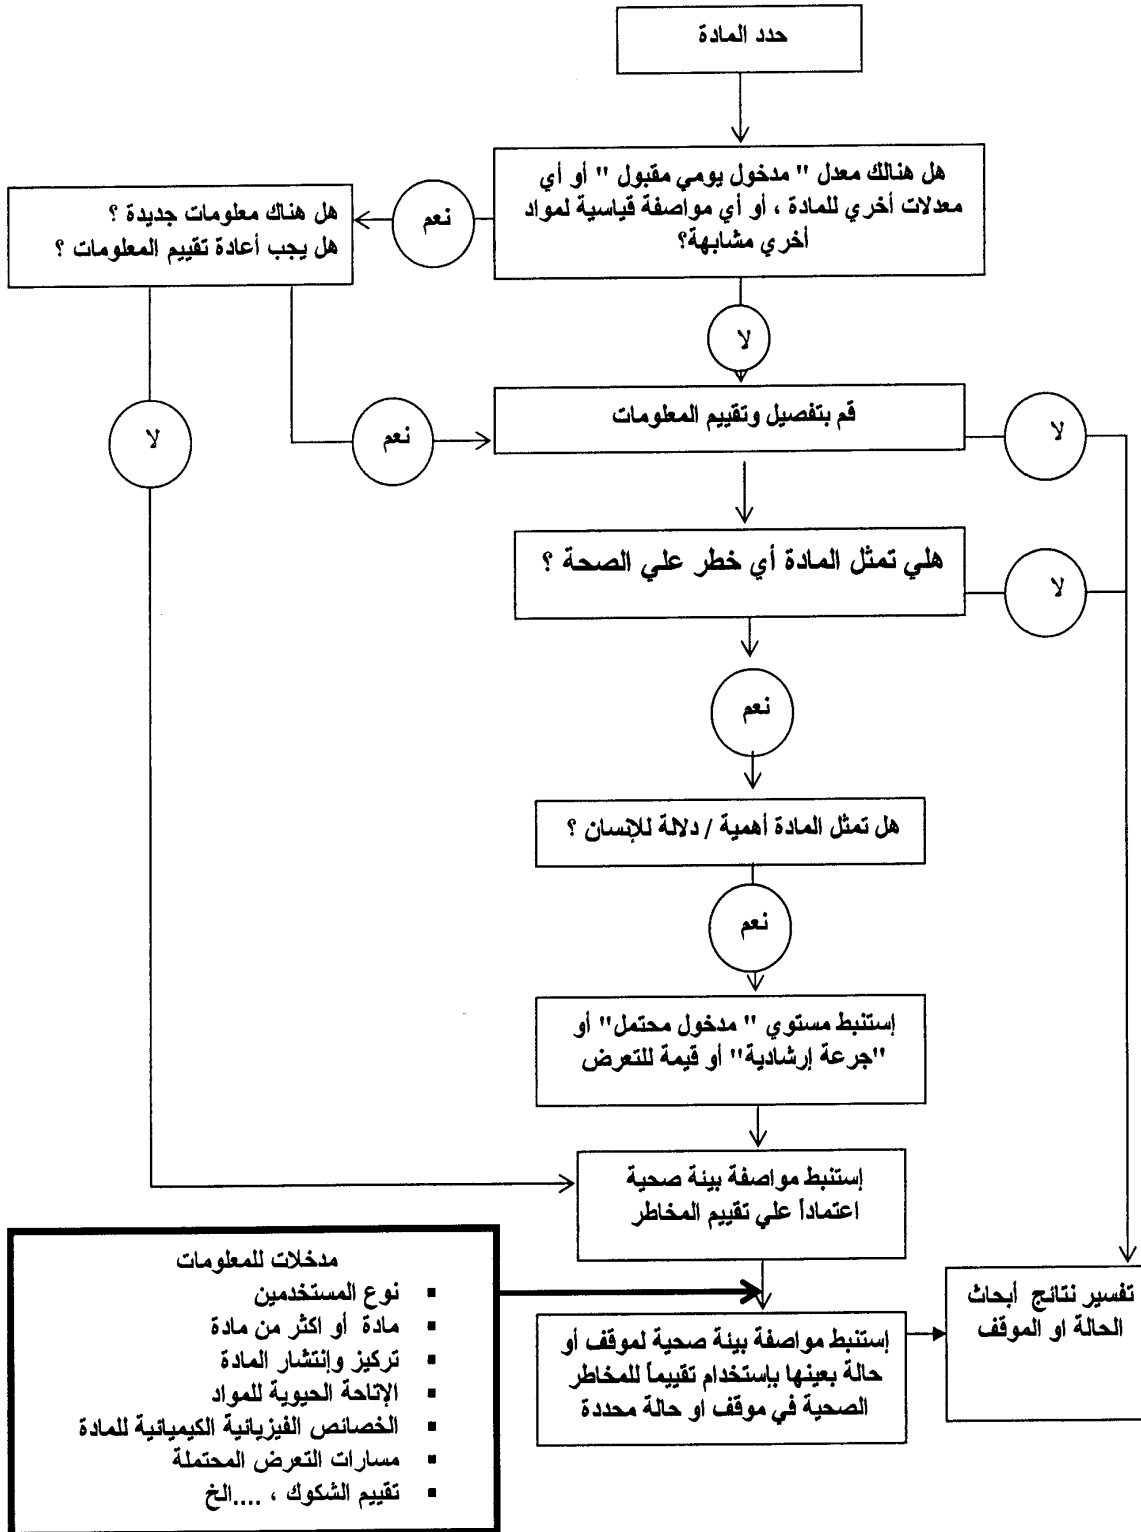 حدد المادة
هل هنالك معدل " مدخول يومي مقبول " أو أي
معدلات أخري للمادة ، أو أي مواصفة قياسية لمواد
أخري مشابهة؟
نعم
هل هناك معلومات جديدة ؟
هل يجب أعادة تقييم المعلومات ؟
لا
قم بتفصيل وتقييم المعلومات
لا
نعم
لا
هلي تمثل المادة أي خطر علي الصحة ؟
لا
نعم
هل تمثل المادة أهمية / دلالة للإنسان ؟
نعم
إستنبط مستوي " مدخول محتمل" أو
"جرعة إرشادية" أو قيمة للتعرض
إستنبط مواصفة بيئة صحية
اعتماداً علي تقييم المخاطر
مدخلات للمعلومات
▪ نوع المستخدمين
▪ مادة أو اكثر من مادة
▪ تركيز وإنتشار المادة
▪ الإتاحة الحيوية للمواد
▪ الخصائص الفيزيائية الكيميائية للمادة
▪ مسارات التعرض المحتملة
▪ تقييم الشكوك ، ....الخ
إستنبط مواصفة بيئة صحية لموقف أو
حالة بعينها بإستخدام تقييماً للمخاطر
الصحية في موقف او حالة محددة
تفسير نتائج أبحاث
الحالة او الموقف